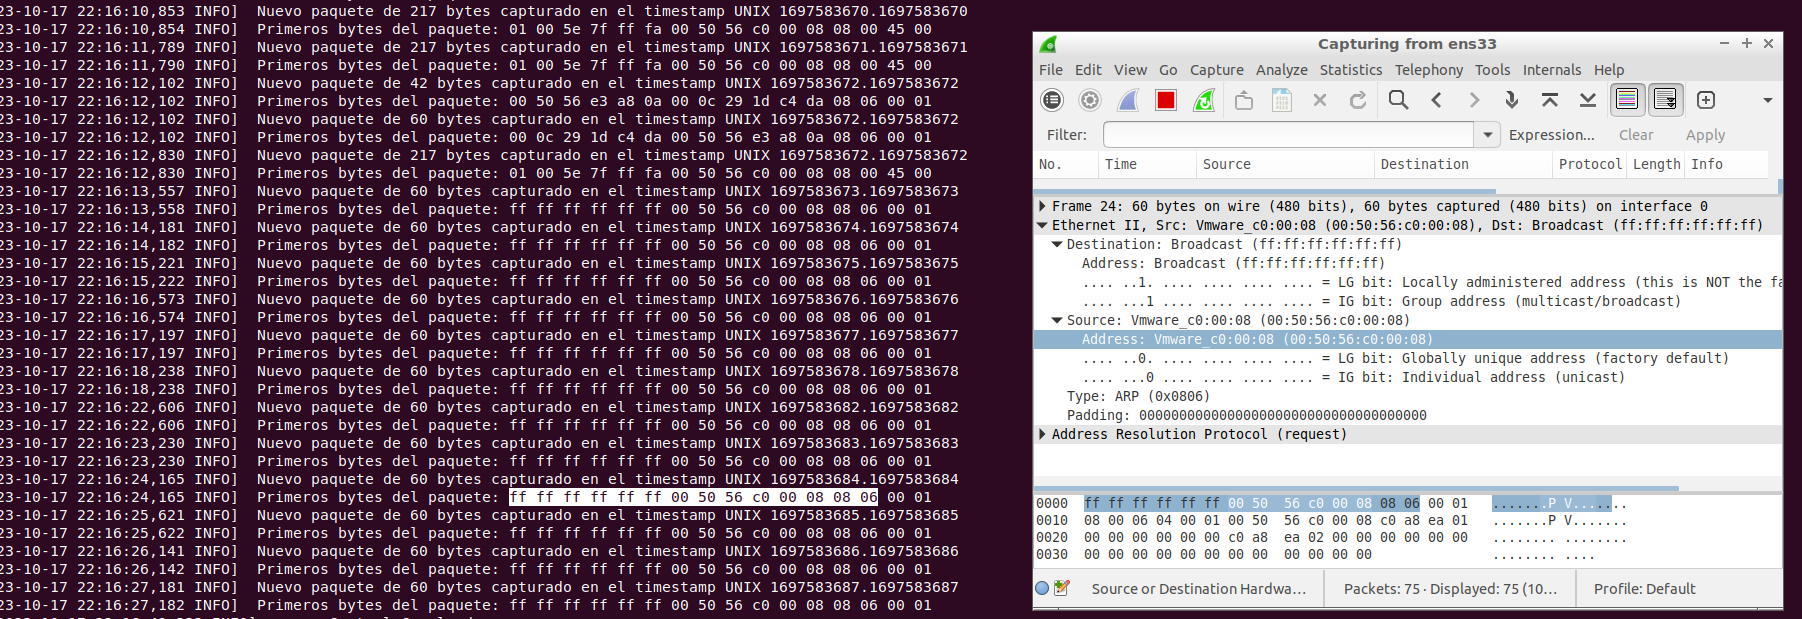 23-10-17 22:16:10,853 INFO]  Nuevo paquete de 217 bytes capturado en el timestamp UNIX 1697583670.1697583670
23-10-17 22:16:10,854 INFO]  Primeros bytes del paquete: 01 00 5e 7f ff fa 00 50 56 c0 00 08 08 00 45 00
23-10-17 22:16:11,789 INFO]  Nuevo paquete de 217 bytes capturado en el timestamp UNIX 1697583671.1697583671
23-10-17 22:16:11,790 INFO]  Primeros bytes del paquete: 01 00 5e 7f ff fa 00 50 56 c0 00 08 08 00 45 00
23-10-17 22:16:12,102 INFO]  Nuevo paquete de 42 bytes capturado en el timestamp UNIX 1697583672.1697583672
23-10-17 22:16:12,102 INFO]  Primeros bytes del paquete: 00 50 56 e3 a8 0a 00 0c 29 1d c4 da 08 06 00 01
23-10-17 22:16:12,102 INFO]  Nuevo paquete de 60 bytes capturado en el timestamp UNIX 1697583672.1697583672
23-10-17 22:16:12,102 INFO]  Primeros bytes del paquete: 00 0c 29 1d c4 da 00 50 56 e3 a8 0a 08 06 00 01
23-10-17 22:16:12,830 INFO]  Nuevo paquete de 217 bytes capturado en el timestamp UNIX 1697583672.1697583672
23-10-17 22:16:12,830 INFO]  Primeros bytes del paquete: 01 00 5e 7f ff fa 00 50 56 c0 00 08 08 00 45 00
23-10-17 22:16:13,557 INFO]  Nuevo paquete de 60 bytes capturado en el timestamp UNIX 1697583673.1697583673
23-10-17 22:16:13,558 INFO]  Primeros bytes del paquete: ff ff ff ff ff ff 00 50 56 c0 00 08 08 06 00 01
23-10-17 22:16:14,181 INFO]  Nuevo paquete de 60 bytes capturado en el timestamp UNIX 1697583674.1697583674
23-10-17 22:16:14,182 INFO]  Primeros bytes del paquete: ff ff ff ff ff ff 00 50 56 c0 00 08 08 06 00 01
23-10-17 22:16:15,221 INFO]  Nuevo paquete de 60 bytes capturado en el timestamp UNIX 1697583675.1697583675
23-10-17 22:16:15,222 INFO]  Primeros bytes del paquete: ff ff ff ff ff ff 00 50 56 c0 00 08 08 06 00 01
23-10-17 22:16:16,573 INFO]  Nuevo paquete de 60 bytes capturado en el timestamp UNIX 1697583676.1697583676
23-10-17 22:16:16,574 INFO]  Primeros bytes del paquete: ff ff ff ff ff ff 00 50 56 c0 00 08 08 06 00 01
23-10-17 22:16:17,197 INFO]  Nuevo paquete de 60 bytes capturado en el timestamp UNIX 1697583677.1697583677
23-10-17 22:16:17,197 INFO]  Primeros bytes del paquete: ff ff ff ff ff ff 00 50 56 c0 00 08 08 06 00 01
23-10-17 22:16:18,238 INFO]  Nuevo paquete de 60 bytes capturado en el timestamp UNIX 1697583678.1697583678
23-10-17 22:16:18,238 INFO]  Primeros bytes del paquete: ff ff ff ff ff ff 00 50 56 c0 00 08 08 06 00 01
23-10-17 22:16:22,606 INFO]  Nuevo paquete de 60 bytes capturado en el timestamp UNIX 1697583682.1697583682
23-10-17 22:16:22,606 INFO]  Primeros bytes del paquete: ff ff ff ff ff ff 00 50 56 c0 00 08 08 06 00 01
23-10-17 22:16:23,230 INFO]  Nuevo paquete de 60 bytes capturado en el timestamp UNIX 1697583683.1697583683
23-10-17 22:16:23,230 INFO]  Primeros bytes del paquete: ff ff ff ff ff ff 00 50 56 c0 00 08 08 06 00 01
23-10-17 22:16:24,165 INFO]  Nuevo paquete de 60 bytes capturado en el timestamp UNIX 1697583684.1697583684
23-10-17 22:16:24,165 INFO]  Primeros bytes del paquete: ff ff ff ff ff ff 00 50 56 c0 00 08 08 06 00 01
23-10-17 22:16:25,621 INFO]  Nuevo paquete de 60 bytes capturado en el timestamp UNIX 1697583685.1697583685
23-10-17 22:16:25,622 INFO]  Primeros bytes del paquete: ff ff ff ff ff ff 00 50 56 c0 00 08 08 06 00 01
23-10-17 22:16:26,141 INFO]  Nuevo paquete de 60 bytes capturado en el timestamp UNIX 1697583686.1697583686
23-10-17 22:16:26,142 INFO]  Primeros bytes del paquete: ff ff ff ff ff ff 00 50 56 c0 00 08 08 06 00 01
23-10-17 22:16:27,181 INFO]  Nuevo paquete de 60 bytes capturado en el timestamp UNIX 1697583687.1697583687
23-10-17 22:16:27,182 INFO]  Primeros bytes del paquete: ff ff ff ff ff ff 00 50 56 c0 00 08 08 06 00 01
Capturing from ens33
File Edit View Go Capture Analyze Statistics Telephony Tools Internals Help
Filter: Expression... Clear Apply
No. Time Source Destination Protocol Length Info
Frame 24: 60 bytes on wire (480 bits), 60 bytes captured (480 bits) on interface 0
Ethernet II, Src: Vmware_c0:00:08 (00:50:56:c0:00:08), Dst: Broadcast (ff:ff:ff:ff:ff:ff)
Destination: Broadcast (ff:ff:ff:ff:ff:ff)
Address: Broadcast (ff:ff:ff:ff:ff:ff)
.... ..1. .... .... .... .... = LG bit: Locally administered address (this is NOT the fa
.... ...1 .... .... .... .... = IG bit: Group address (multicast/broadcast)
Source: Vmware_c0:00:08 (00:50:56:c0:00:08)
Address: Vmware_c0:00:08 (00:50:56:c0:00:08)
.... ..0. .... .... .... .... = LG bit: Globally unique address (factory default)
.... ...0 .... .... .... .... = IG bit: Individual address (unicast)
Type: ARP (0x0806)
Padding: 000000000000000000000000000000000000
Address Resolution Protocol (request)
0000 ff ff ff ff ff ff 00 50 56 c0 00 08 08 06 00 01 .......P V.......
0010 08 00 06 04 00 01 00 50 56 c0 00 08 c0 a8 ea 01 .......P V.......
0020 00 00 00 00 00 00 c0 a8 ea 02 00 00 00 00 00 00 ........ ........
0030 00 00 00 00 00 00 00 00 00 00 00 00 ........ ....
Source or Destination Hardwa... Packets: 75 · Displayed: 75 (10... Profile: Default